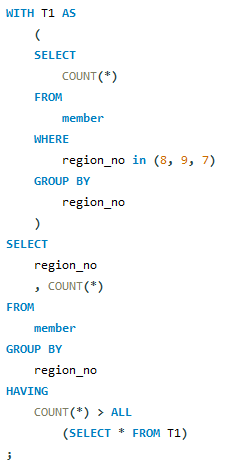 WITH T1 AS
    (
    SELECT
        COUNT(*)
    FROM
        member
    WHERE
        region_no in (8, 9, 7)
    GROUP BY
        region_no
    )
SELECT
    region_no
    , COUNT(*)
FROM
    member
GROUP BY
    region_no
HAVING
    COUNT(*) > ALL
        (SELECT * FROM T1)
;